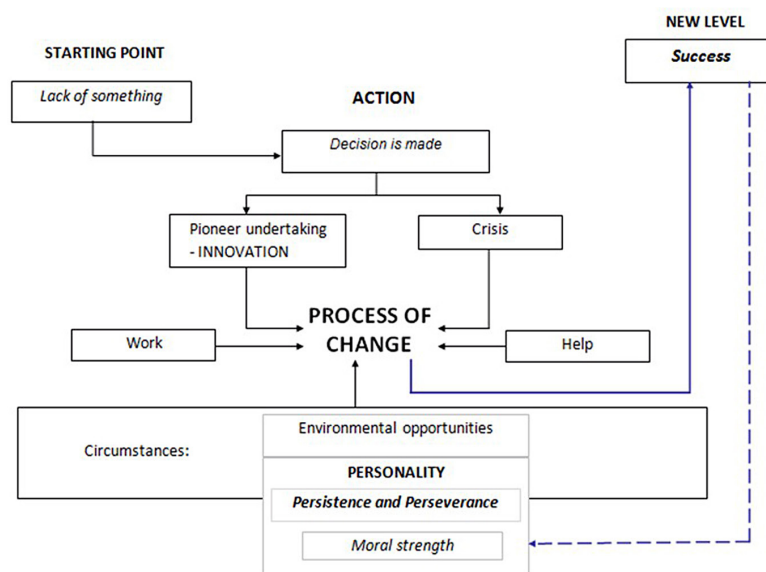 NEW LEVEL
Success
STARTING POINT
Lack of something
ACTION
Decision is made
Pioneer undertaking
- INNOVATION
Crisis
PROCESS OF
CHANGE
Work
Help
Circumstances:
Environmental opportunities
PERSONALITY
Persistence and Perseverance
Moral strength